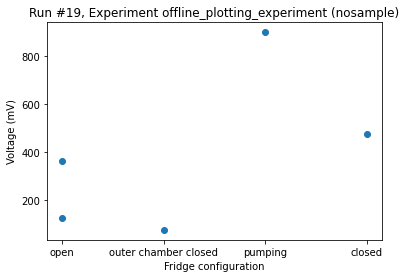 Run #19, Experiment offline_plotting_experiment (nosample)
Voltage (mV)
800
600
400
200
open
outer chamber closed
pumping
closed
Fridge configuration